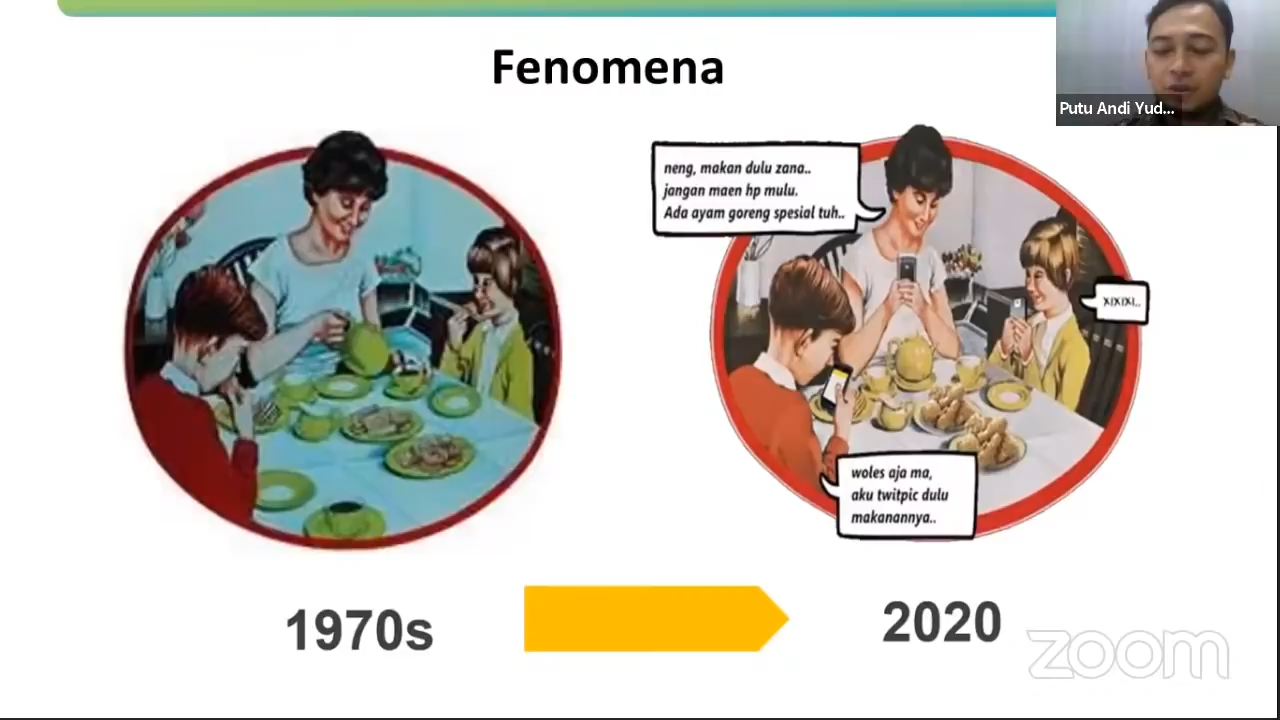 Fenomena
Putu Andi Yud...
neng, makan dulu zana..
jangan maen hp mulu.
Ada ayam goreng spesial tuh..
xixixi..
woles aja ma,
aku twitpic dulu
makanannya..
1970s
2020
zoom